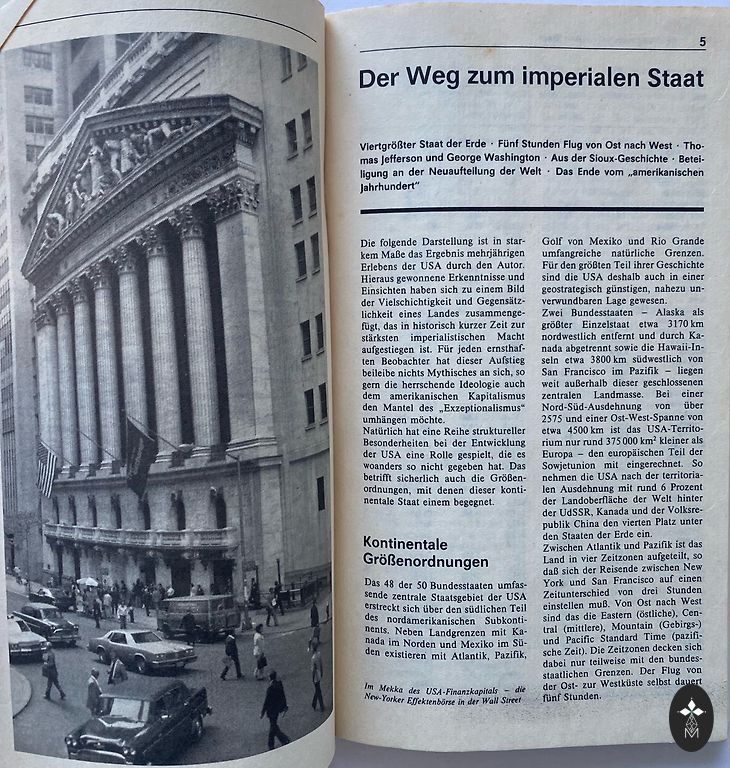 5
Der Weg zum imperialen Staat
Viertgrößter Staat der Erde · Fünf Stunden Flug von Ost nach West · Tho-
mas Jefferson und George Washington · Aus der Sioux-Geschichte · Betei-
ligung an der Neuaufteilung der Welt · Das Ende vom „amerikanischen
Jahrhundert“
Die folgende Darstellung ist in star-
kem Maße das Ergebnis mehrjährigen
Erlebens der USA durch den Autor.
Hieraus gewonnene Erkenntnisse und
Einsichten haben sich zu einem Bild
der Vielschichtigkeit und Gegensätz-
lichkeit eines Landes zusammenge-
fügt, das in historisch kurzer Zeit zur
stärksten imperialistischen Macht
aufgestiegen ist. Für jeden ernsthaf-
ten Beobachter hat dieser Aufstieg
beileibe nichts Mythisches an sich, so
gern die herrschende Ideologie auch
dem amerikanischen Kapitalismus
den Mantel des „Exzeptionalismus“
umhängen möchte.
Natürlich hat eine Reihe struktureller
Besonderheiten bei der Entwicklung
der USA eine Rolle gespielt, die es
woanders so nicht gegeben hat. Das
betrifft sicherlich auch die Größen-
ordnungen, mit denen dieser konti-
nentale Staat einem begegnet.
Kontinentale
Größenordnungen
Das 48 der 50 Bundesstaaten umfas-
sende zentrale Staatsgebiet der USA
erstreckt sich über den südlichen Teil
des nordamerikanischen Subkonti-
nents. Neben Landgrenzen mit Ka-
nada im Norden und Mexiko im Sü-
den existieren mit Atlantik, Pazifik,
Im Mekka des USA-Finanzkapitals – die
New-Yorker Effektenbörse in der Wall Street
Golf von Mexiko und Rio Grande
umfangreiche natürliche Grenzen.
Für den größten Teil ihrer Geschichte
sind die USA deshalb auch in einer
geostrategisch günstigen, nahezu un-
verwundbaren Lage gewesen.
Zwei Bundesstaaten – Alaska als
größter Einzelstaat etwa 3170 km
nordwestlich entfernt und durch Ka-
nada abgetrennt sowie die Hawaii-In-
seln etwa 3800 km südwestlich von
San Francisco im Pazifik – liegen
weit außerhalb dieser geschlossenen
zentralen Landmasse. Bei einer
Nord-Süd-Ausdehnung von über
2575 und einer Ost-West-Spanne von
etwa 4500 km ist das USA-Territo-
rium nur rund 375 000 km² kleiner als
Europa – den europäischen Teil der
Sowjetunion mit eingerechnet. So
nehmen die USA nach der territoria-
len Ausdehnung mit rund 6 Prozent
der Landoberfläche der Welt hinter
der UdSSR, Kanada und der Volksre-
publik China den vierten Platz unter
den Staaten der Erde ein.
Zwischen Atlantik und Pazifik ist das
Land in vier Zeitzonen aufgeteilt, so
daß sich der Reisende zwischen New
York und San Francisco auf einen
Zeitunterschied von drei Stunden
einstellen muß. Von Ost nach West
sind das die Eastern (östliche), Cen-
tral (mittlere), Mountain (Gebirgs-)
und Pacific Standard Time (pazifi-
sche Zeit). Die Zeitzonen decken sich
dabei nur teilweise mit den bundes-
staatlichen Grenzen. Der Flug von
der Ost- zur Westküste selbst dauert
fünf Stunden.